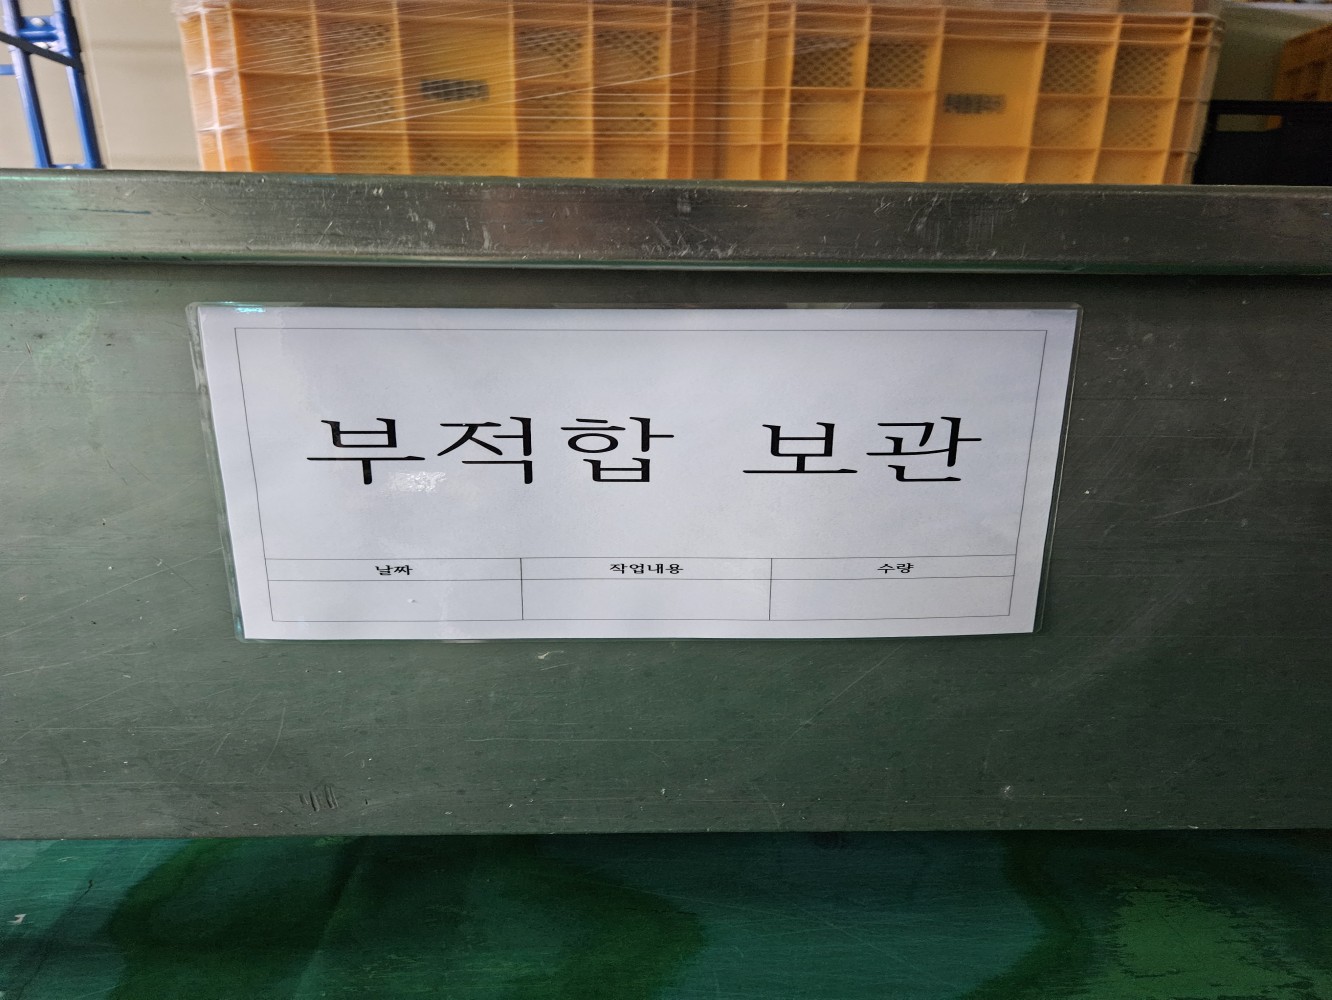 부적합 보관
날짜 작업내용 수량